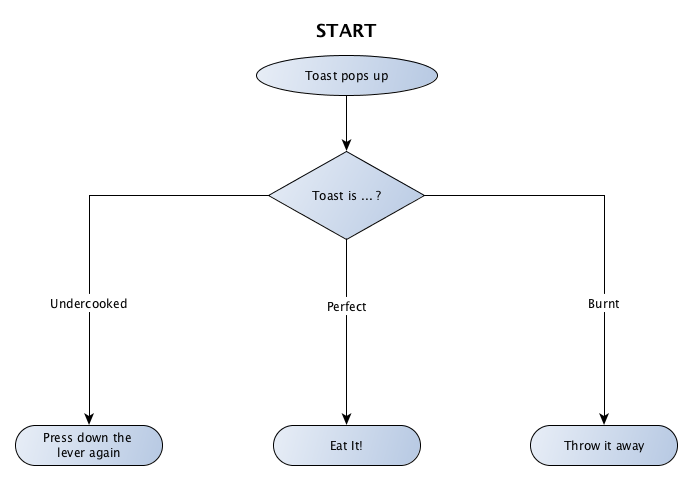 START
Toast pops up
Toast is ... ?
Undercooked
Perfect
Burnt
Press down the
lever again
Eat It!
Throw it away